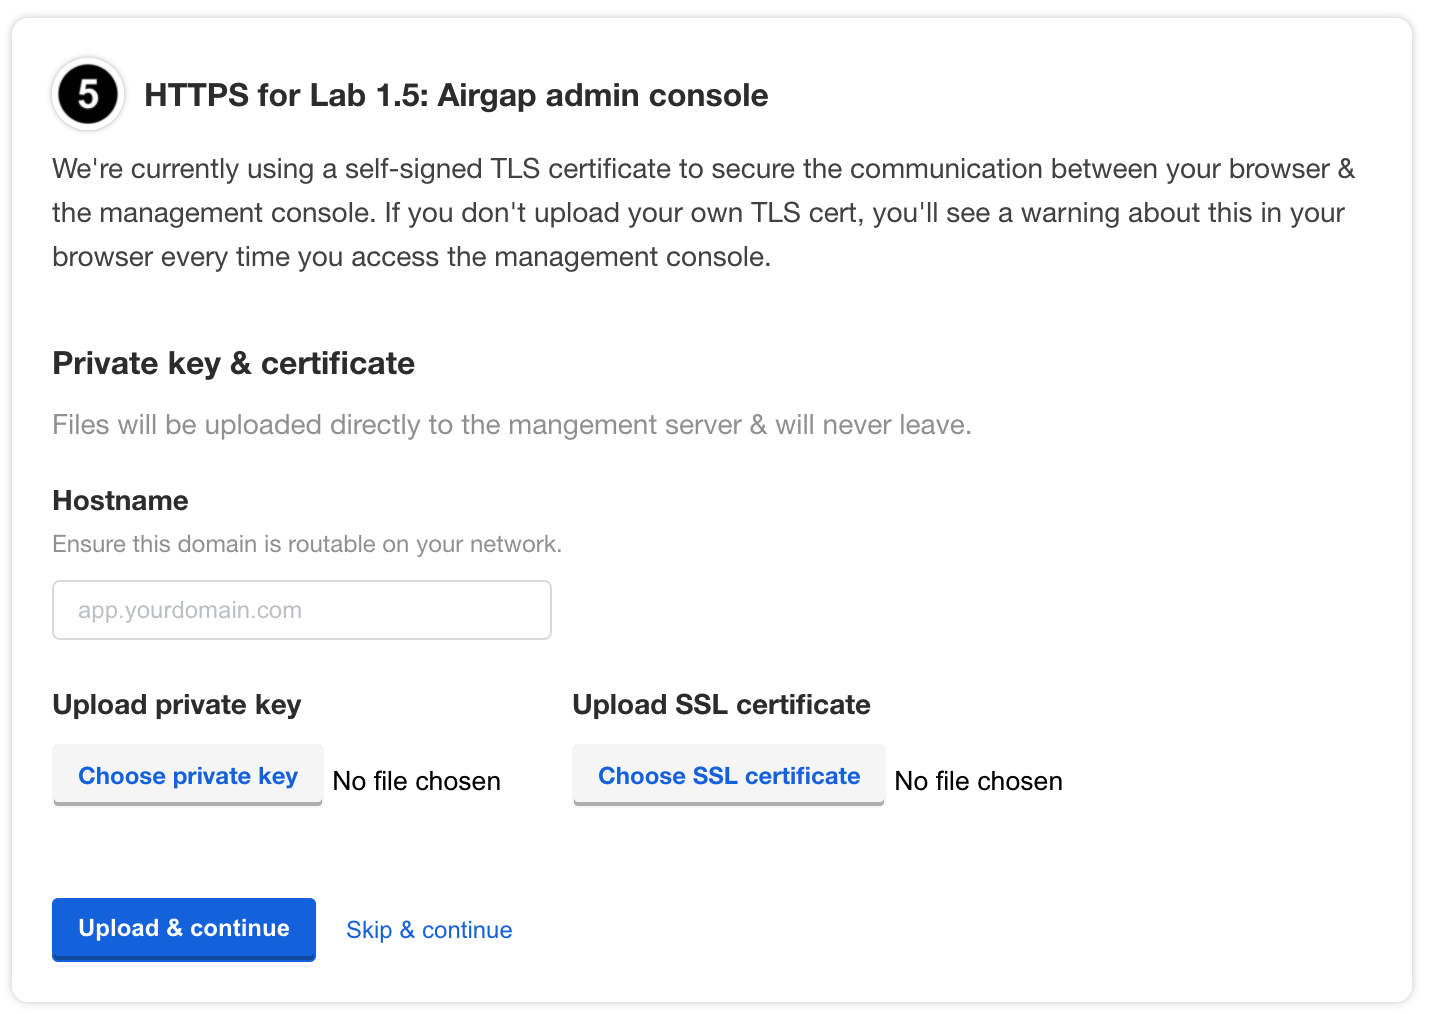 5
HTTPS for Lab 1.5: Airgap admin console
We're currently using a self-signed TLS certificate to secure the communication between your browser &
the management console. If you don't upload your own TLS cert, you'll see a warning about this in your
browser every time you access the management console.
Private key & certificate
Files will be uploaded directly to the mangement server & will never leave.
Hostname
Ensure this domain is routable on your network.
app.yourdomain.com
Upload private key
Choose private key No file chosen
Upload SSL certificate
Choose SSL certificate No file chosen
Upload & continue
Skip & continue